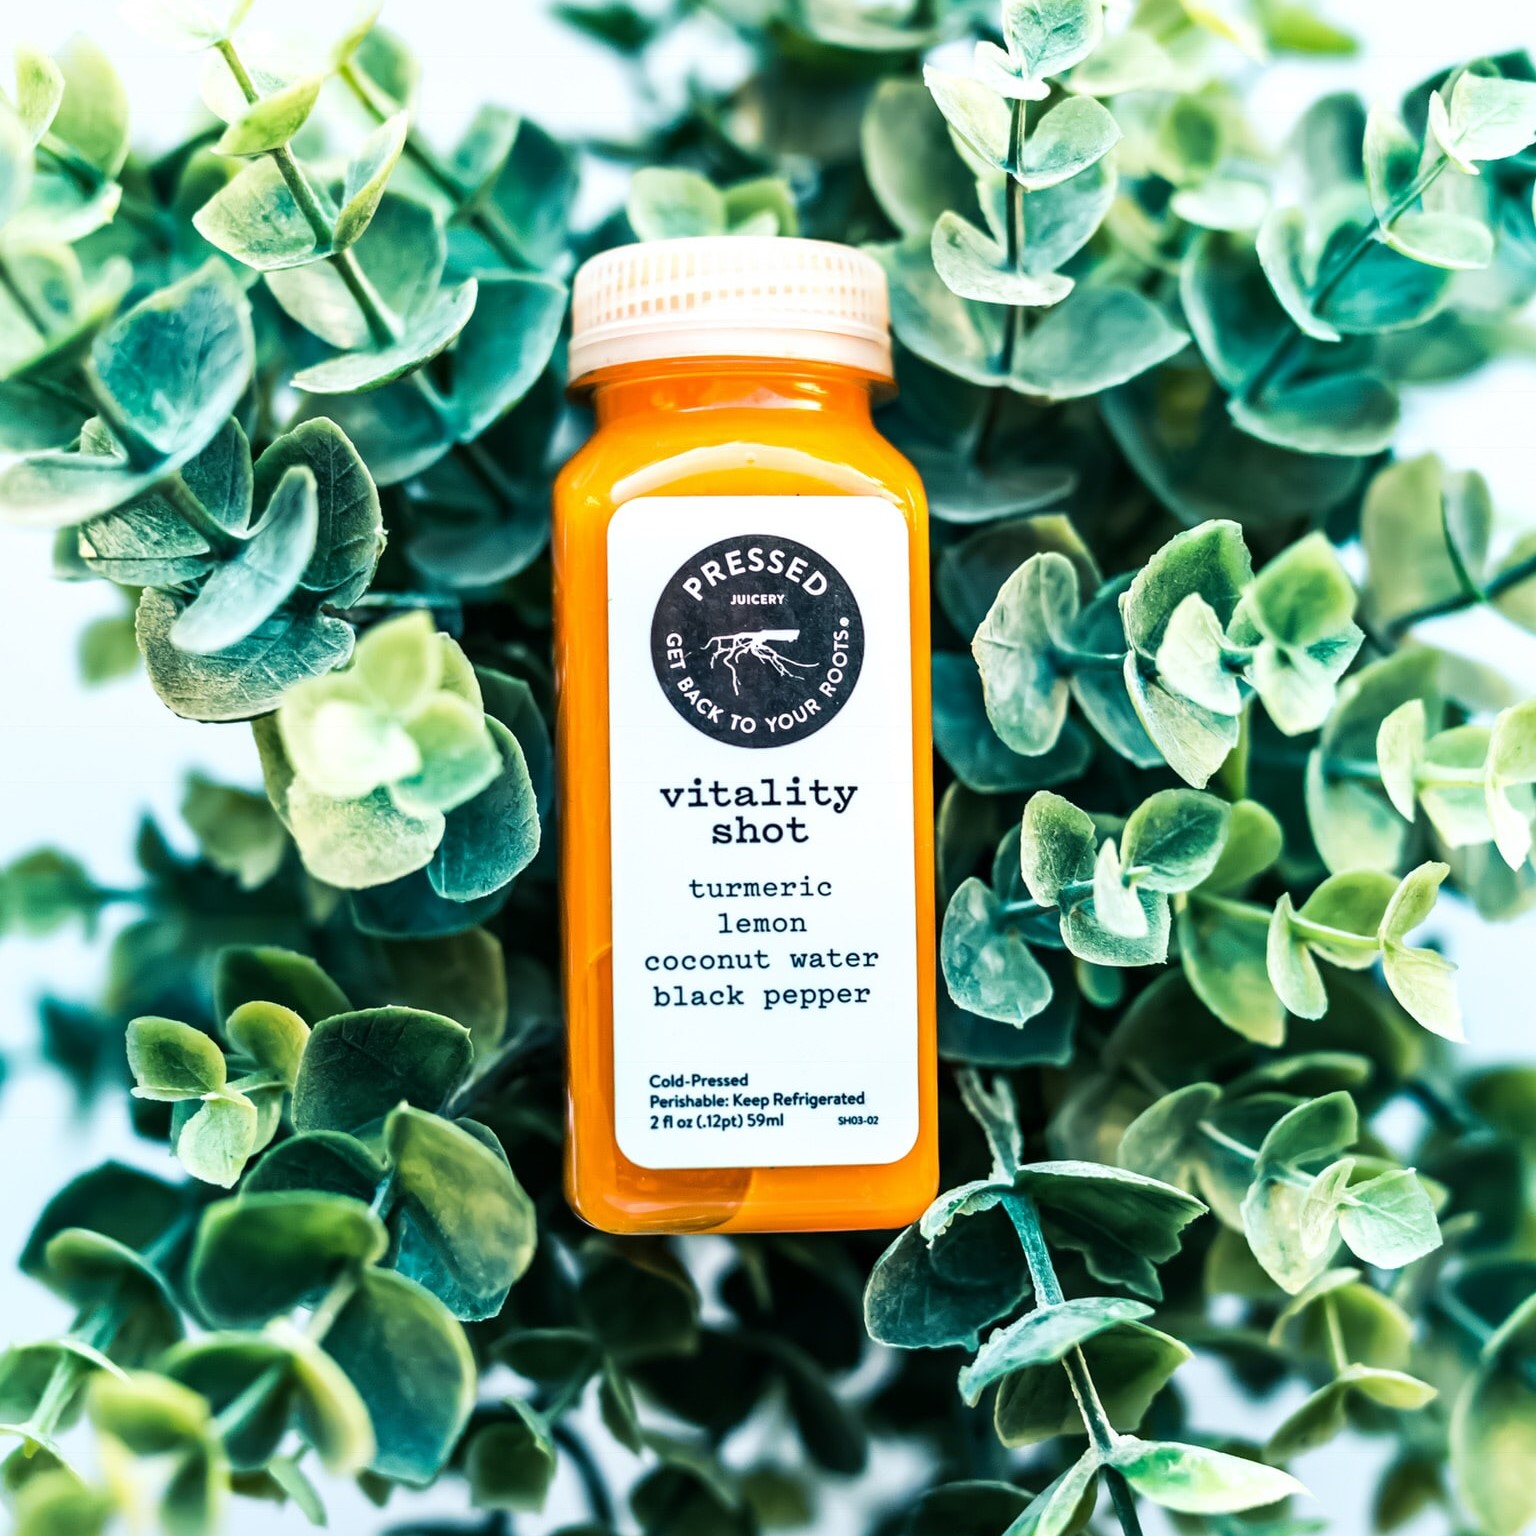 PRESSED
JUICERY
GET BACK TO YOUR ROOTS®
vitality
shot
turmeric
lemon
coconut water
black pepper
Cold-Pressed
Perishable: Keep Refrigerated
2 fl oz (.12pt) 59ml SH03-02